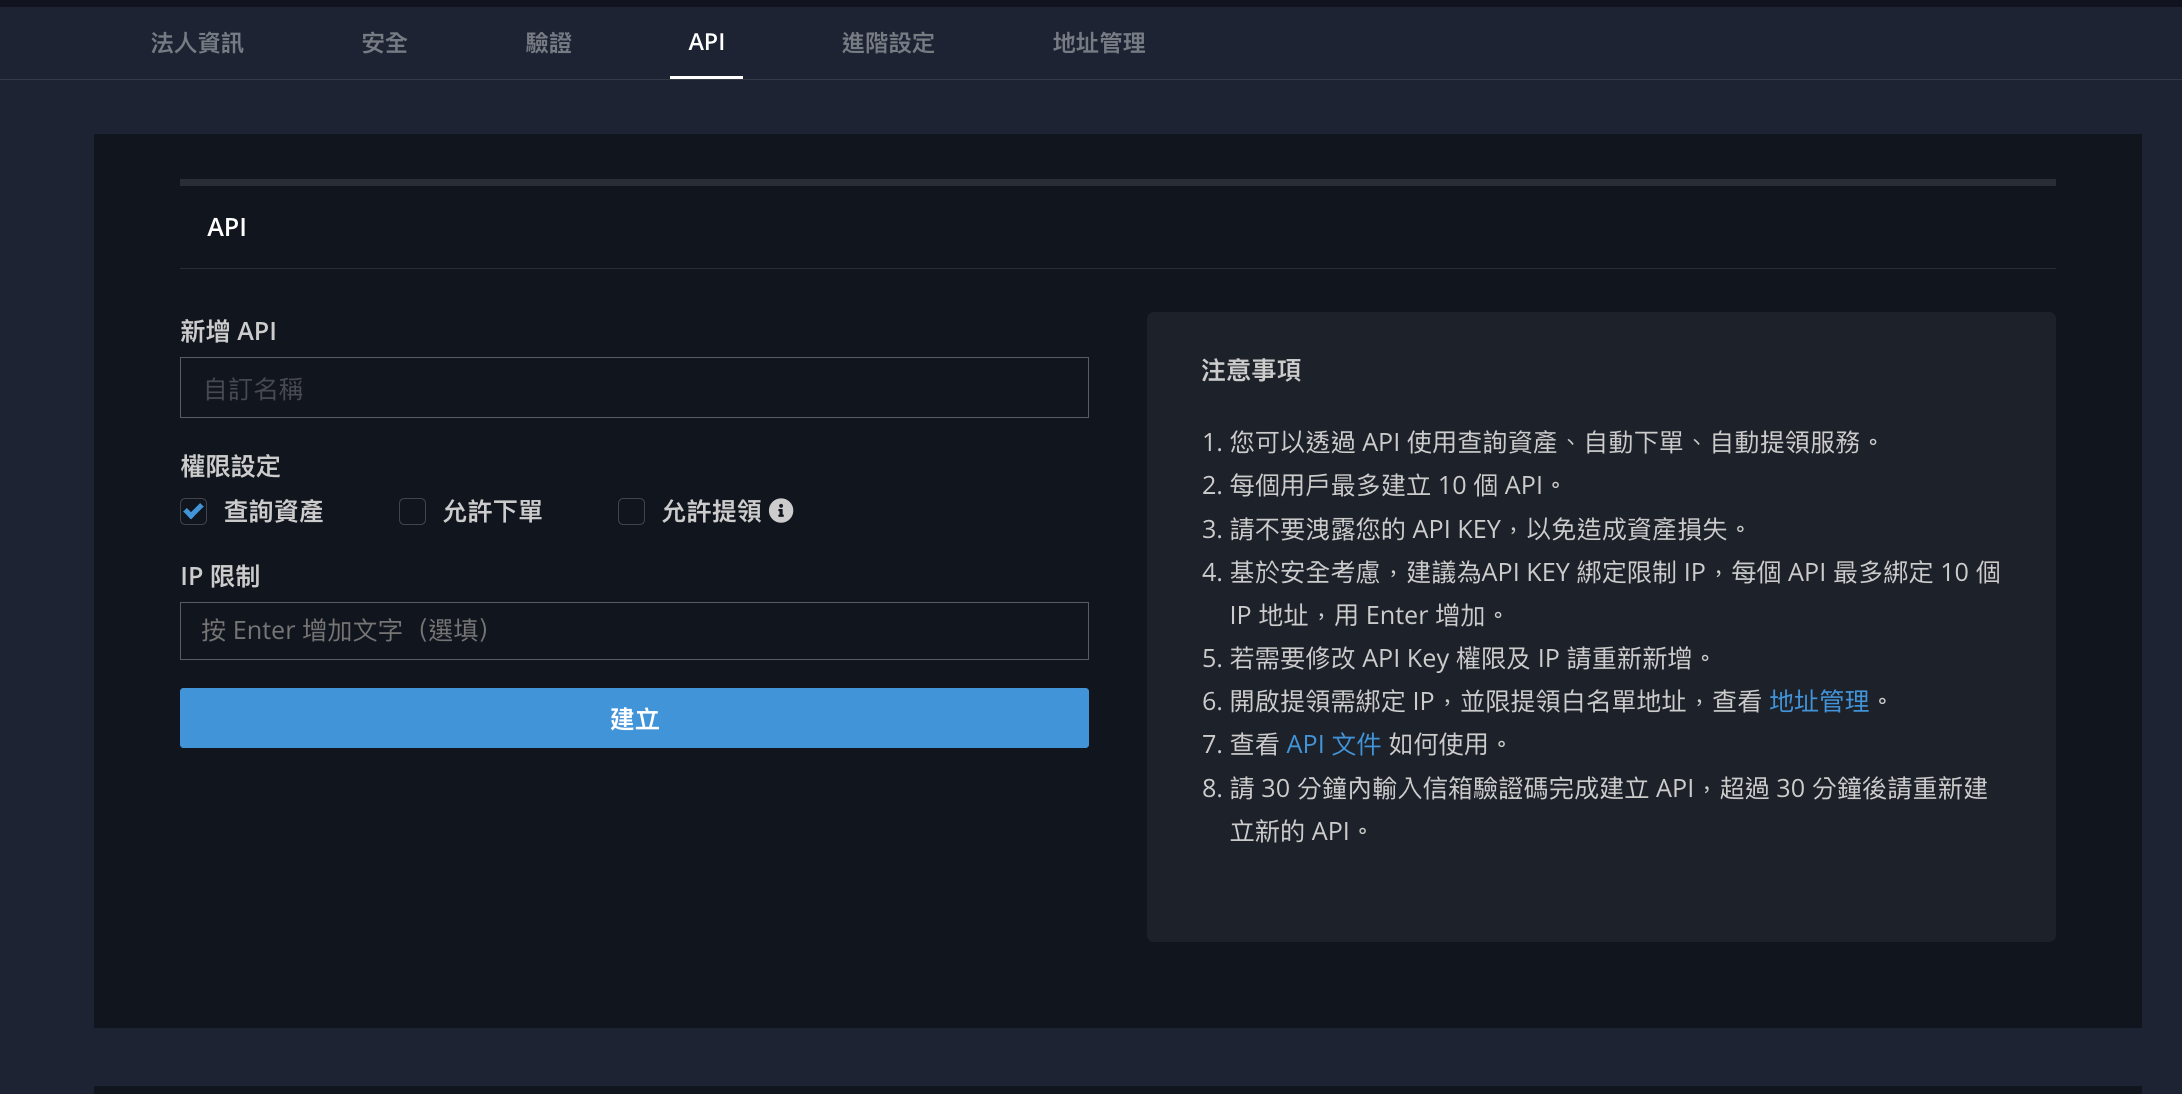 法人資訊 安全 驗證 API 進階設定 地址管理
API
新增 API
自訂名稱
權限設定
查詢資產 允許下單 允許提領
IP 限制
按 Enter 增加文字（選填）
建立
注意事項
1. 您可以透過 API 使用查詢資產、自動下單、自動提領服務。
2. 每個用戶最多建立 10 個 API。
3. 請不要洩露您的 API KEY，以免造成資產損失。
4. 基於安全考慮，建議為API KEY 綁定限制 IP，每個 API 最多綁定 10 個
IP 地址，用 Enter 增加。
5. 若需要修改 API Key 權限及 IP 請重新新增。
6. 開啟提領需綁定 IP，並限提領白名單地址，查看 地址管理。
7. 查看 API 文件 如何使用。
8. 請 30 分鐘內輸入信箱驗證碼完成建立 API，超過 30 分鐘後請重新建
立新的 API。